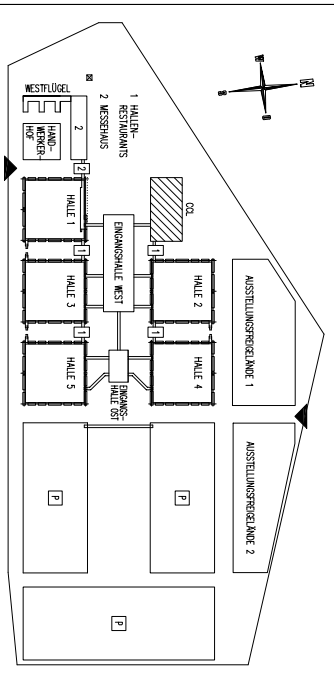 N
W
O
S
WESTFLÜGEL
HAND-
WERKER-
HOF
2
2
1 HALLEN-
RESTAURANTS
2 MESSEHAUS
CCL
HALLE 1
1
1
EINGANGSHALLE WEST
HALLE 2
HALLE 3
1
1
HALLE 4
HALLE 5
EINGANGS-
HALLE OST
AUSSTELLUNGSFREIGELÄNDE 1
AUSSTELLUNGSFREIGELÄNDE 2
P
P
P